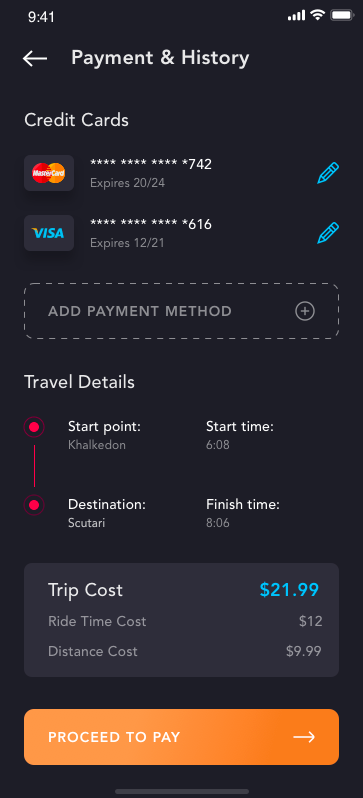 9:41
Payment & History
Credit Cards
MasterCard
**** **** **** *742
Expires 20/24
VISA
**** **** **** *616
Expires 12/21
ADD PAYMENT METHOD
Travel Details
Start point: Start time:
Khalkedon 6:08
Destination: Finish time:
Scutari 8:06
Trip Cost $21.99
Ride Time Cost $12
Distance Cost $9.99
PROCEED TO PAY